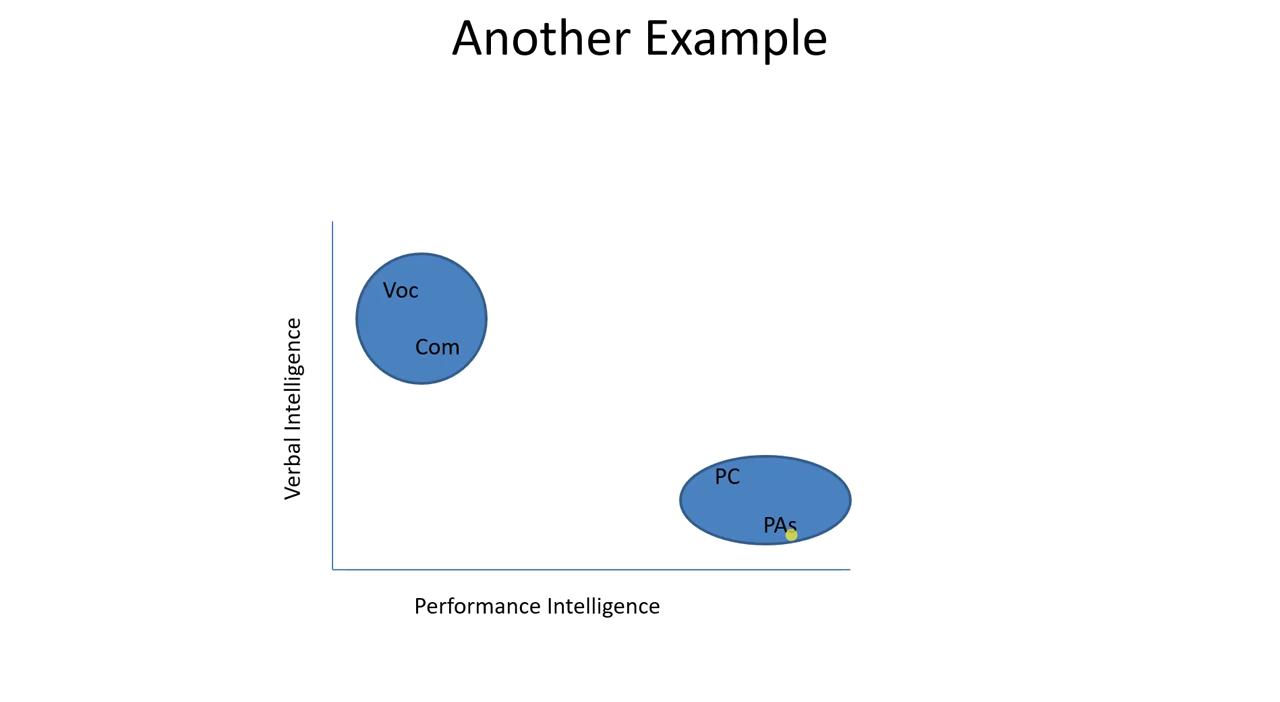 Another Example
Voc
Com
Verbal Intelligence
PC
PAs
Performance Intelligence